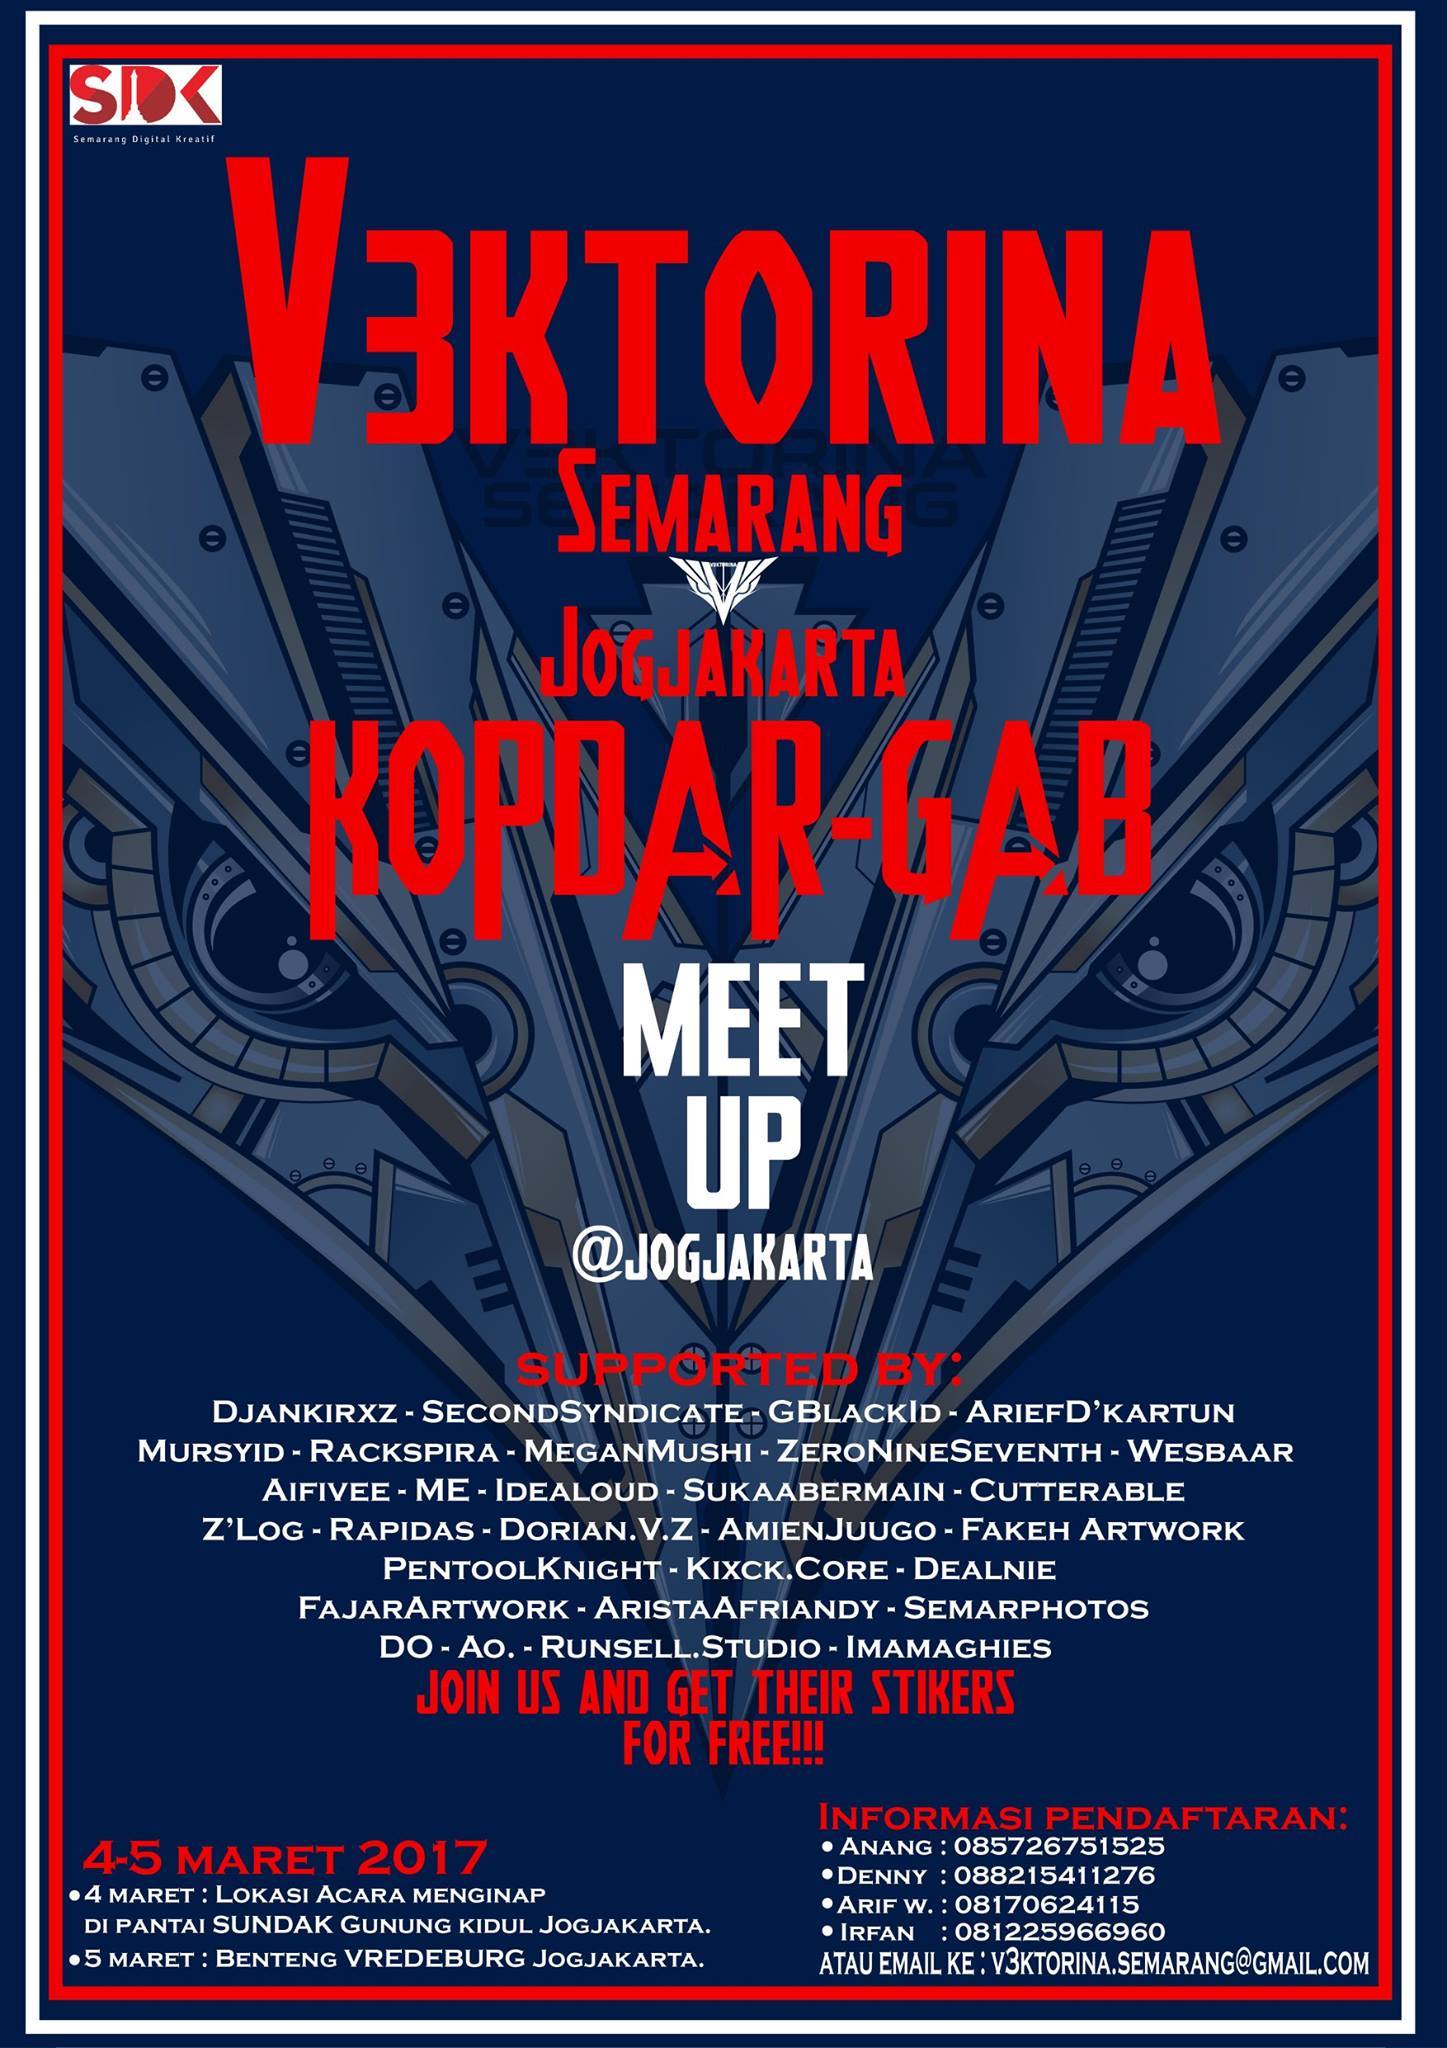 SDK
Semarang Digital Kreatif
V3KTORINA
SEMARANG
V3KTORINA
JOGJAKARTA
KOPDAR-GAB
MEET
UP
@JOGJAKARTA
SUPPORTED BY:
DJANKIRXZ - SECONDSYNDICATE - GBLACKID - ARIEFD'KARTUN
MURSYID - RACKSPIRA - MEGANMUSHI - ZERONINESEVENTH - WESBAAR
AIFIVEE - ME - IDEALOUD - SUKAABERMAIN - CUTTERABLE
Z'LOG - RAPIDAS - DORIAN.V.Z - AMIENJUUGO - FAKEH ARTWORK
PENTOOLKNIGHT - KIXCK.CORE - DEALNIE
FAJARARTWORK - ARISTAAFRIANDY - SEMARPHOTOS
DO - AO. - RUNSELL.STUDIO - IMAMAGHIES
JOIN US AND GET THEIR STIKERS
FOR FREE!!!
4-5 MARET 2017
• 4 MARET : LOKASI ACARA MENGINAP
DI PANTAI SUNDAK GUNUNG KIDUL JOGJAKARTA.
• 5 MARET : BENTENG VREDEBURG JOGJAKARTA.
INFORMASI PENDAFTARAN:
• ANANG : 085726751525
• DENNY : 088215411276
• ARIF W. : 08170624115
• IRFAN : 081225966960
ATAU EMAIL KE : V3KTORINA.SEMARANG@GMAIL.COM